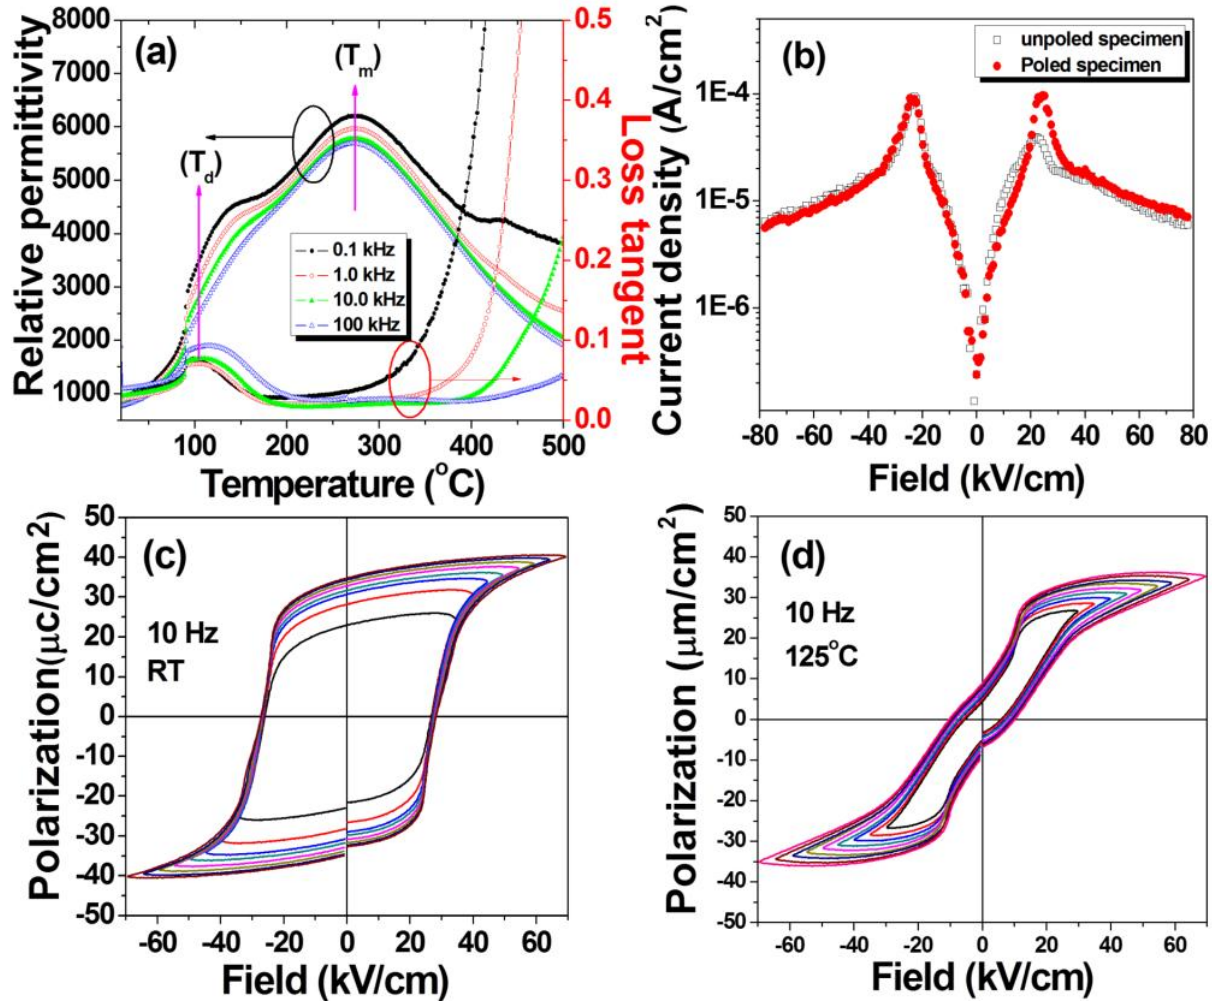 (a)
(Tm)
(Td)
0.1 kHz
1.0 kHz
10.0 kHz
100 kHz
Relative permittivity
8000
7000
6000
5000
4000
3000
2000
1000
100 200 300 400 500
Temperature (°C)
0.5
0.4
0.3
0.2
0.1
0.0
Loss tangent
(b)
unpoled specimen
Poled specimen
Current density (A/cm²)
1E-4
1E-5
1E-6
-80 -60 -40 -20 0 20 40 60 80
Field (kV/cm)
(c)
10 Hz
RT
Polarization(μc/cm²)
50
40
30
20
10
0
-10
-20
-30
-40
-50
-60 -40 -20 0 20 40 60
Field (kV/cm)
(d)
10 Hz
125°C
Polarization (μm/cm²)
50
40
30
20
10
0
-10
-20
-30
-40
-50
-60 -40 -20 0 20 40 60
Field (kV/cm)